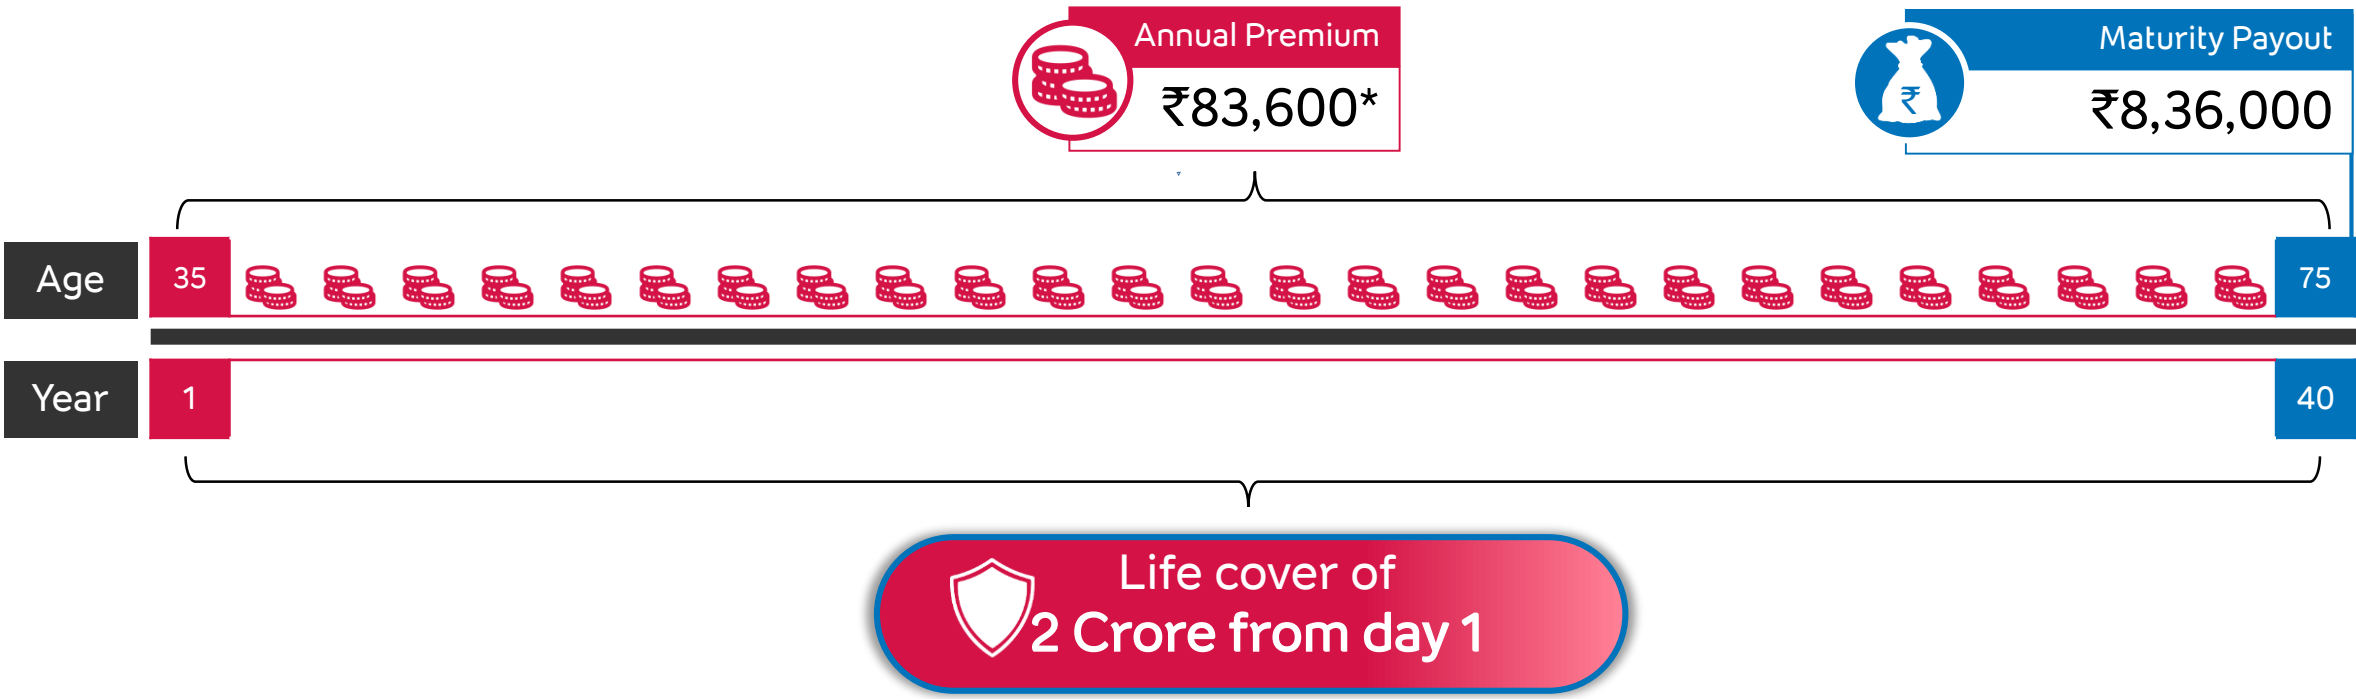 Annual Premium
₹83,600*
Maturity Payout
₹
₹8,36,000
Age
35
75
Year
1
40
Life cover of
2 Crore from day 1